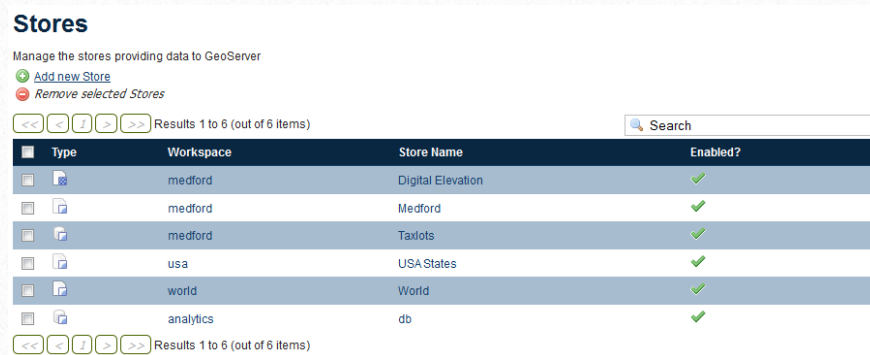 Stores
Manage the stores providing data to GeoServer
Add new Store
Remove selected Stores
<< < 1 > >> Results 1 to 6 (out of 6 items) Search
Type Workspace Store Name Enabled?
medford Digital Elevation
medford Medford
medford Taxlots
usa USAStates
world World
analytics db
<< < 1 > >> Results 1 to 6 (out of 6 items)